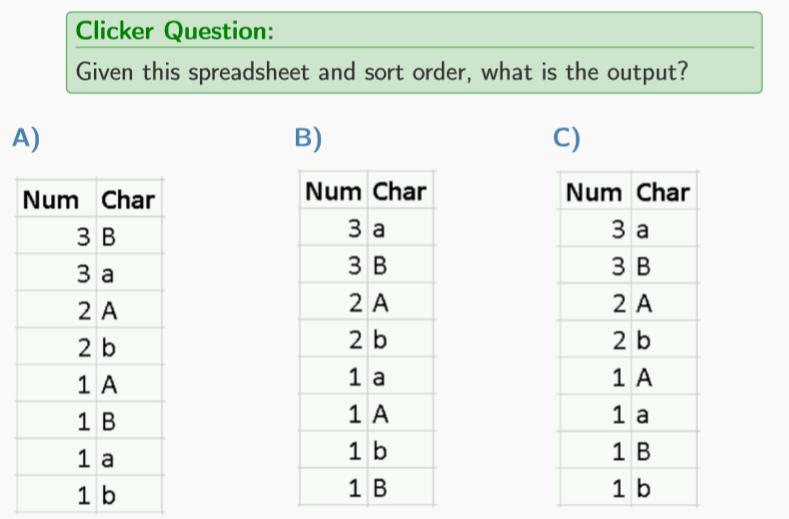 Clicker Question:
Given this spreadsheet and sort order, what is the output?
A)
Num Char
3 B
3 a
2 A
2 b
1 A
1 B
1 a
1 b
B)
Num Char
3 a
3 B
2 A
2 b
1 a
1 A
1 b
1 B
C)
Num Char
3 a
3 B
2 A
2 b
1 A
1 a
1 B
1 b